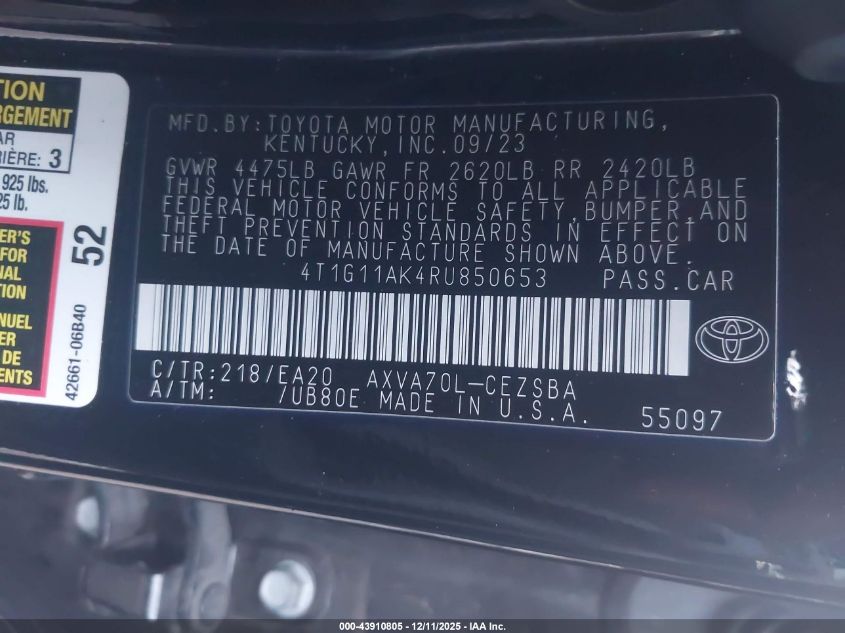 TION
RGEMENT
AR
RIÈRE: 3
925 lbs.
25 lb.
ER'S
FOR
NAL
TION
NUEL
ER
DE
ENTS
52
42661-06B40
MFD.BY:TOYOTA MOTOR MANUFACTURING,
KENTUCKY,INC.09/23
GVWR 4475LB GAWR FR 2620LB RR 2420LB
THIS VEHICLE CONFORMS TO ALL APPLICABLE
FEDERAL MOTOR VEHICLE SAFETY,BUMPER,AND
THEFT PREVENTION STANDARDS IN EFFECT ON
THE DATE OF MANUFACTURE SHOWN ABOVE.
4T1G11AK4RU850653 PASS.CAR
C/TR:218/EA20 AXVA70L-CEZSBA
A/TM: /UB80E MADE IN U.S.A. 55097
000-43910805 - 12/11/2025 - IAA Inc.